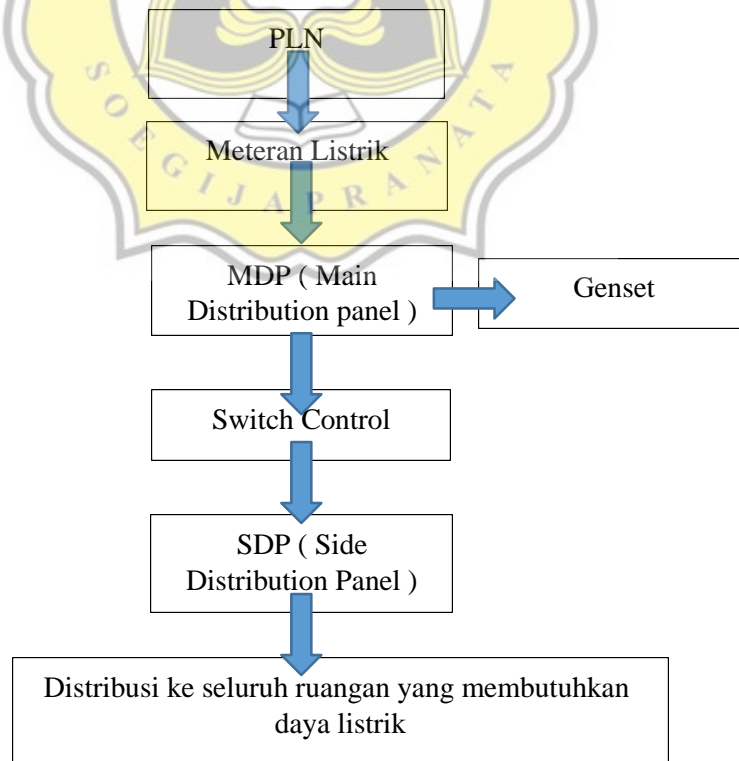 PLN
SOEGIJAPRANATA
Meteran Listrik
MDP ( Main
Distribution panel )
Genset
Switch Control
SDP ( Side
Distribution Panel )
Distribusi ke seluruh ruangan yang membutuhkan
daya listrik